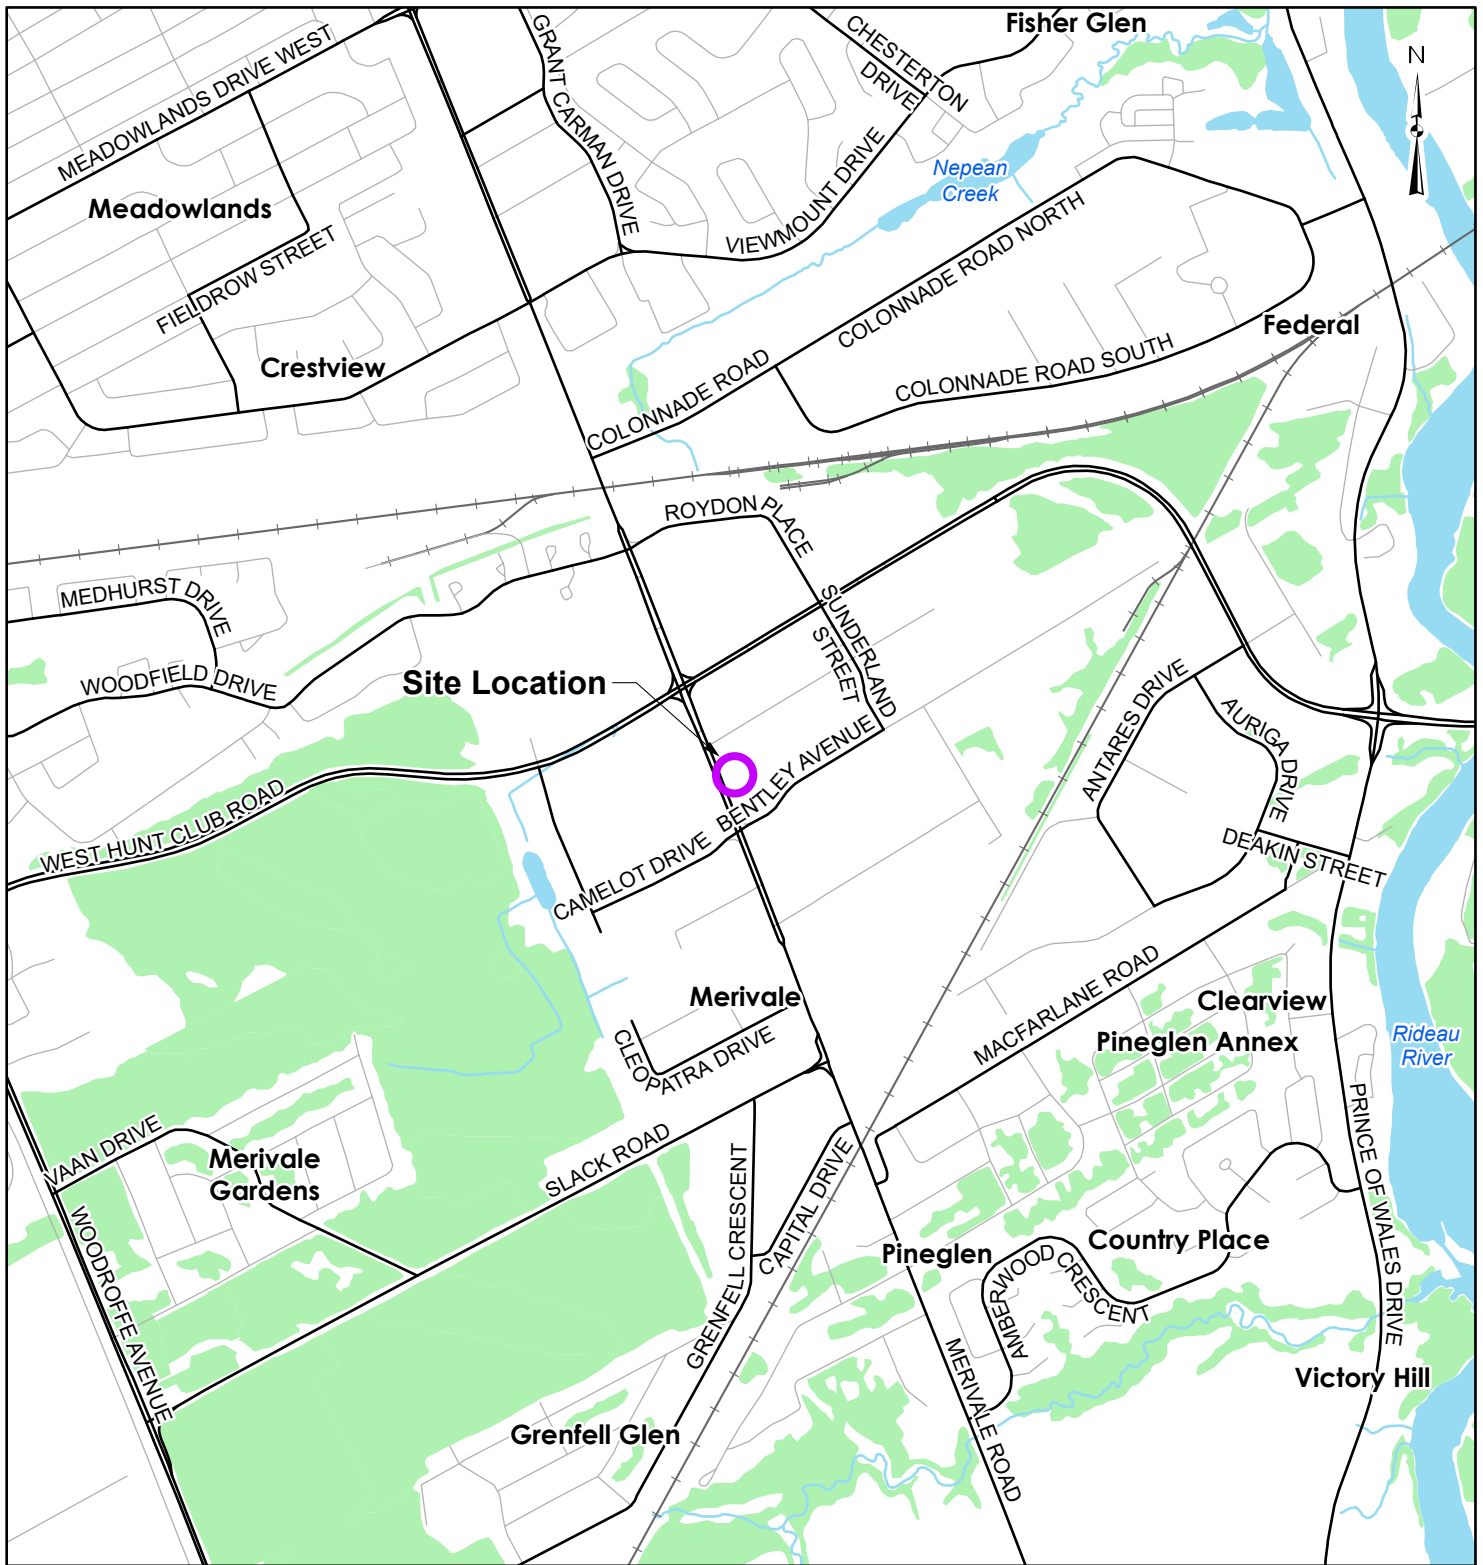 Fisher Glen
MEADOWLANDS DRIVE WEST
GRANT CARMAN DRIVE
CHESTERTON
DRIVE
N
Nepean
Creek
VIEWMOUNT DRIVE
Meadowlands
FIELDROW STREET
COLONNADE ROAD NORTH
Federal
Crestview
COLONNADE ROAD
COLONNADE ROAD SOUTH
ROYDON PLACE
MEDHURST DRIVE
SUNDERLAND
STREET
WOODFIELD DRIVE
Site Location
ANTARES DRIVE
AURIGA DRIVE
BENTLEY AVENUE
WEST HUNT CLUB ROAD
CAMELOT DRIVE
DEAKIN STREET
Merivale
MACFARLANE ROAD
Clearview
Pineglen Annex
Rideau
River
CLEOPATRA DRIVE
PRINCE OF WALES DRIVE
VAAN DRIVE
Merivale
Gardens
SLACK ROAD
GRENFELL CRESCENT
CAPITAL DRIVE
WOODROFFE AVENUE
Pineglen
Country Place
AMBERWOOD CRESCENT
MERIVALE ROAD
Victory Hill
Grenfell Glen